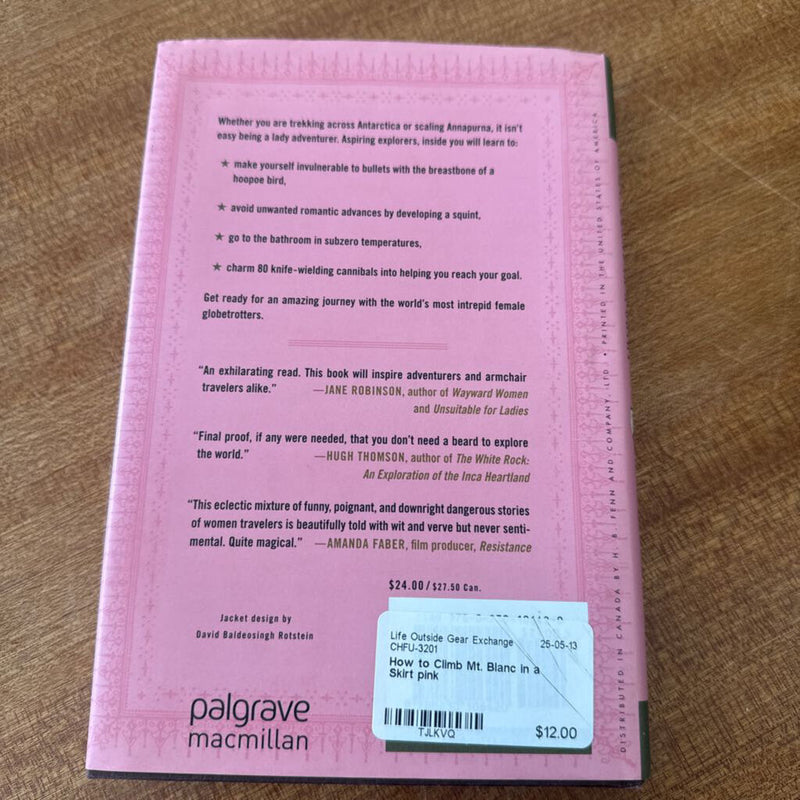 Whether you are trekking across Antarctica or scaling Annapurna, it isn't
easy being a lady adventurer. Aspiring explorers, inside you will learn to:
★ make yourself invulnerable to bullets with the breastbone of a
hoopoe bird,
★ avoid unwanted romantic advances by developing a squint,
★ go to the bathroom in subzero temperatures,
★ charm 80 knife-wielding cannibals into helping you reach your goal.
Get ready for an amazing journey with the world's most intrepid female
globetrotters.
“An exhilarating read. This book will inspire adventurers and armchair
travelers alike.” —JANE ROBINSON, author of Wayward Women
and Unsuitable for Ladies
“Final proof, if any were needed, that you don't need a beard to explore
the world.” —HUGH THOMSON, author of The White Rock:
An Exploration of the Inca Heartland
“This eclectic mixture of funny, poignant, and downright dangerous stories
of women travelers is beautifully told with wit and verve but never senti-
mental. Quite magical.” —AMANDA FABER, film producer, Resistance
$24.00 / $27.50 Can.
Jacket design by
David Baldeosingh Rotstein
palgrave
macmillan
Life Outside Gear Exchange 25-05-13
CHFU-3201
How to Climb Mt. Blanc in a
Skirt pink
TJLKVQ $12.00
DISTRIBUTED IN CANADA BY H. B. FENN AND COMPANY, LTD. • PRINTED IN THE UNITED STATES OF AMERICA